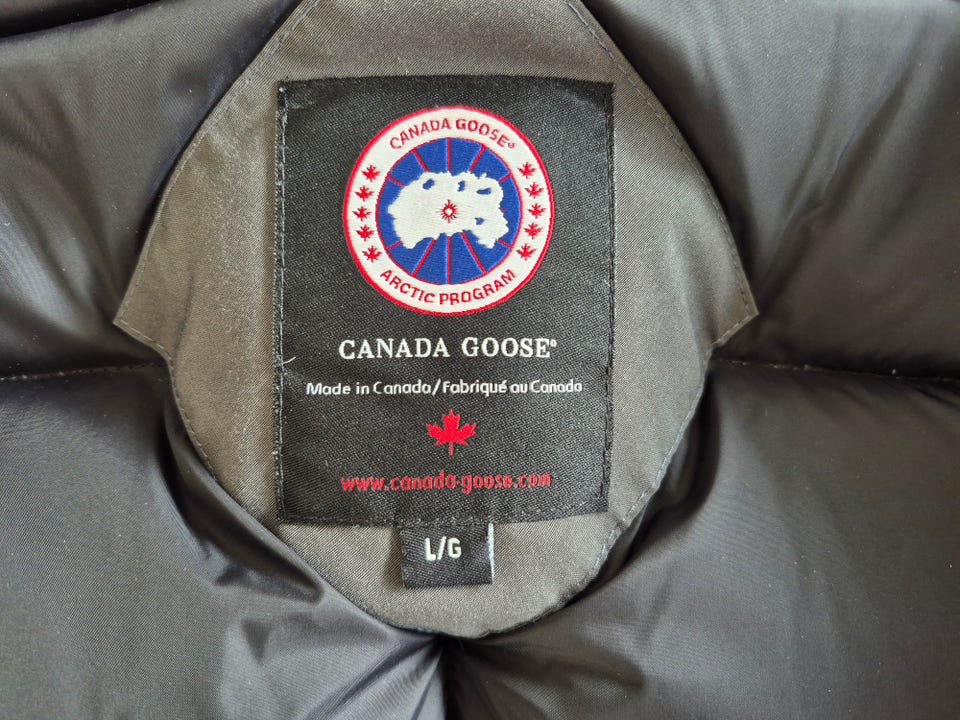 CANADA GOOSE®
ARCTIC PROGRAM
CANADA GOOSE®
Made in Canada/Fabriqué au Canada
www.canada-goose.com
L/G